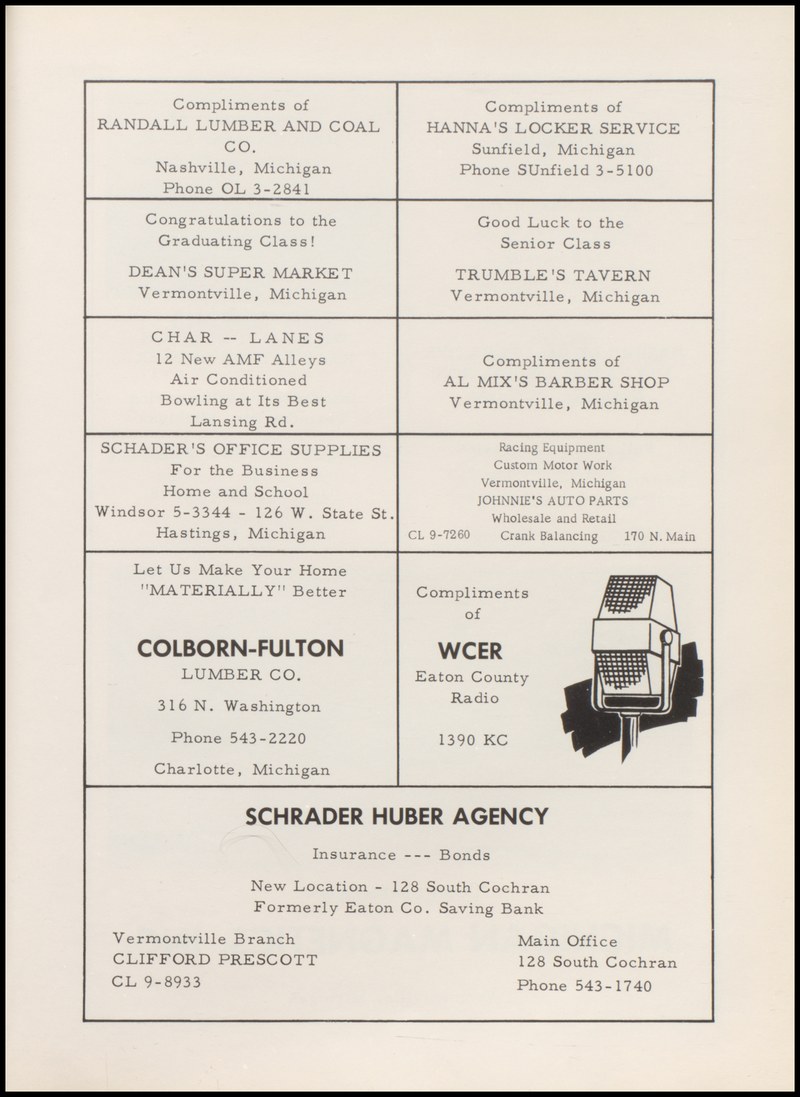 Compliments of
RANDALL LUMBER AND COAL
CO.
Nashville, Michigan
Phone OL 3-2841
Compliments of
HANNA'S LOCKER SERVICE
Sunfield, Michigan
Phone SUnfield 3-5100
Congratulations to the
Graduating Class!
DEAN'S SUPER MARKET
Vermontville, Michigan
Good Luck to the
Senior Class
TRUMBLE'S TAVERN
Vermontville, Michigan
CHAR -- LANES
12 New AMF Alleys
Air Conditioned
Bowling at Its Best
Lansing Rd.
Compliments of
AL MIX'S BARBER SHOP
Vermontville, Michigan
SCHADER'S OFFICE SUPPLIES
For the Business
Home and School
Windsor 5-3344 - 126 W. State St.
Hastings, Michigan
Racing Equipment
Custom Motor Work
Vermontville, Michigan
JOHNNIE'S AUTO PARTS
Wholesale and Retail
CL 9-7260 Crank Balancing 170 N. Main
Let Us Make Your Home
"MATERIALLY" Better
COLBORN-FULTON
LUMBER CO.
316 N. Washington
Phone 543-2220
Charlotte, Michigan
Compliments
of
WCER
Eaton County
Radio
1390 KC
SCHRADER HUBER AGENCY
Insurance --- Bonds
New Location - 128 South Cochran
Formerly Eaton Co. Saving Bank
Vermontville Branch
CLIFFORD PRESCOTT
CL 9-8933
Main Office
128 South Cochran
Phone 543-1740